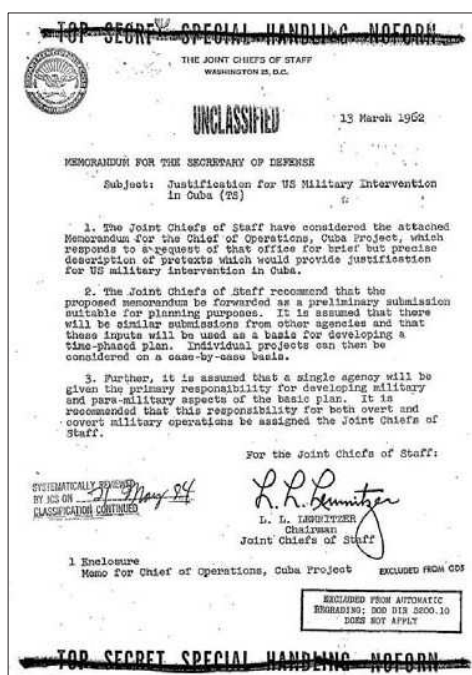 TOP SECRET SPECIAL HANDLING NOFORN
THE JOINT CHIEFS OF STAFF
WASHINGTON 25, D.C.
UNCLASSIFIED
13 March 1962
MEMORANDUM FOR THE SECRETARY OF DEFENSE
Subject: Justification for US Military Intervention
in Cuba (TS)
1. The Joint Chiefs of Staff have considered the attached
Memorandum for the Chief of Operations, Cuba Project, which
responds to a request of that office for brief but precise
description of pretexts which would provide justification
for US military intervention in Cuba.
2. The Joint Chiefs of Staff recommend that the
proposed memorandum be forwarded as a preliminary submission
suitable for planning purposes. It is assumed that there
will be similar submissions from other agencies and that
these inputs will be used as a basis for developing a
time-phased plan. Individual projects can then be
considered on a case-by-case basis.
3. Further, it is assumed that a single agency will be
given the primary responsibility for developing military
and para-military aspects of the basic plan. It is
recommended that this responsibility for both overt and
covert military operations be assigned the Joint Chiefs of
Staff.
For the Joint Chiefs of Staff:
SYSTEMATICALLY REVIEWED
BY JCS ON 21 May 84
CLASSIFICATION CONTINUED
L. L. Lemnitzer
L. L. LEMNITZER
Chairman
Joint Chiefs of Staff
1 Enclosure
Memo for Chief of Operations, Cuba Project
EXCLUDED FROM GDS
EXCLUDED FROM AUTOMATIC
REGRADING; DOD DIR 5200.10
DOES NOT APPLY
TOP SECRET SPECIAL HANDLING NOFORN